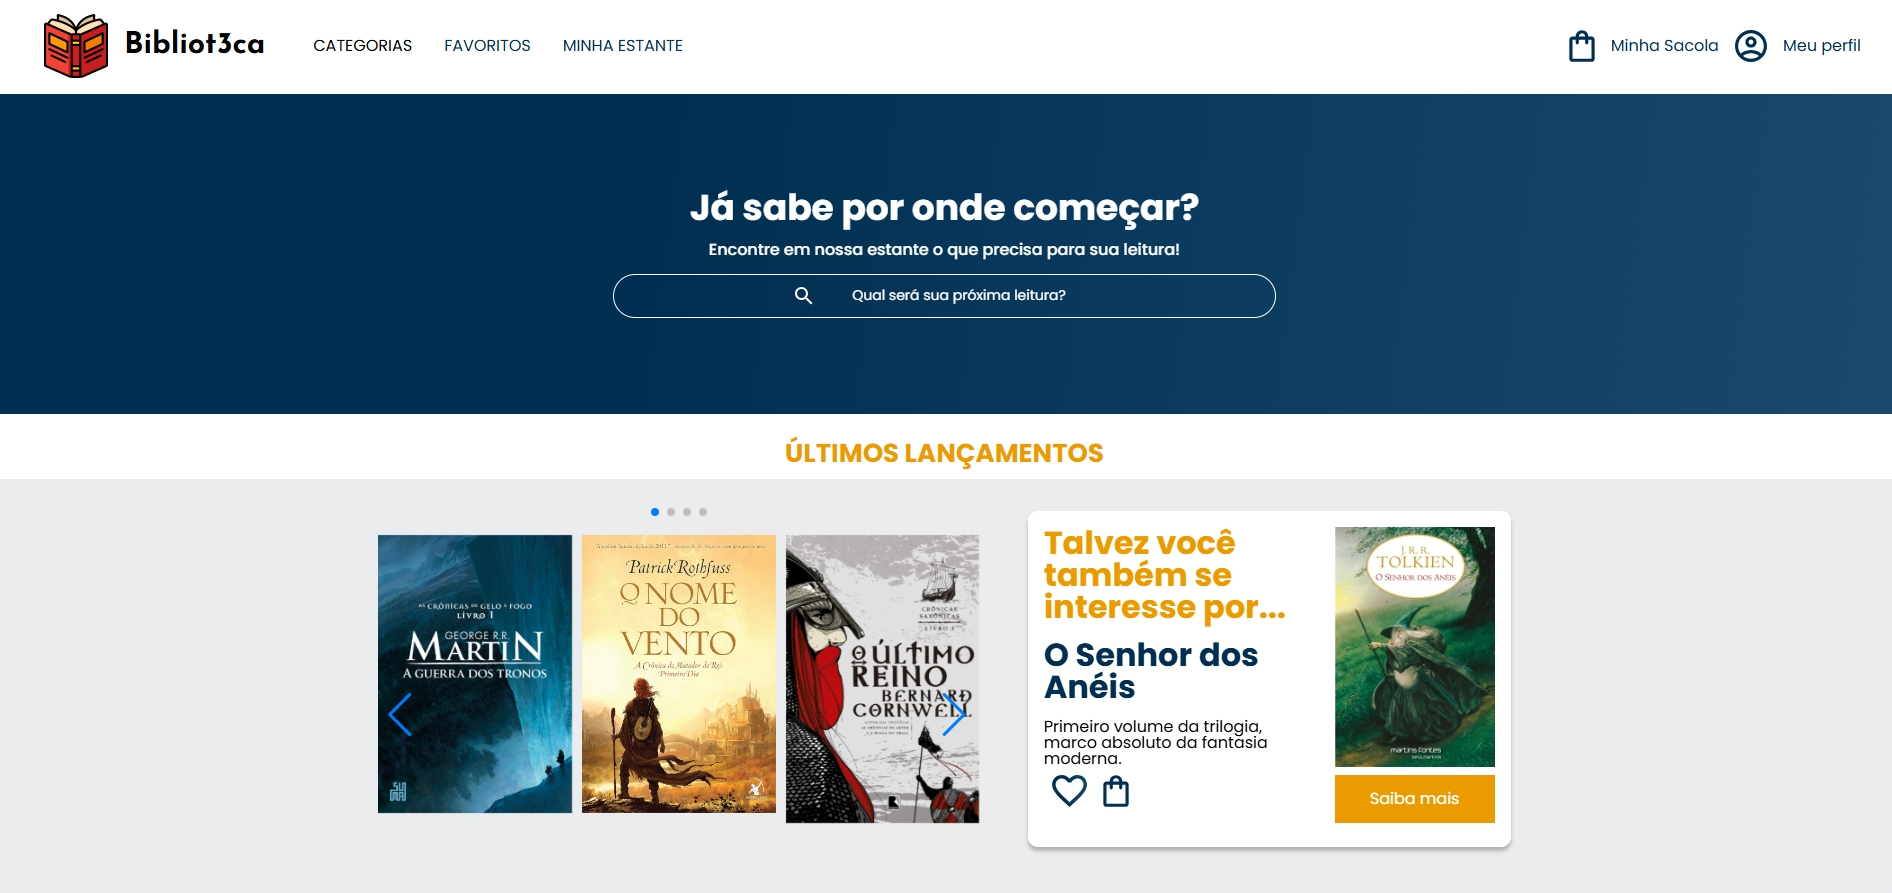 Bibliot3ca
CATEGORIAS
FAVORITOS
MINHA ESTANTE
Minha Sacola
Meu perfil
Já sabe por onde começar?
Encontre em nossa estante o que precisa para sua leitura!
Qual será sua próxima leitura?
ÚLTIMOS LANÇAMENTOS
AS CRÔNICAS DE GELO E FOGO
LIVRO I
GEORGE R.R.
MARTIN
A GUERRA DOS TRONOS
Patrick Rothfuss
O NOME
DO
VENTO
A Crônica do Matador do Rei:
Primeiro Dia
CRÔNICAS
SAXÔNICAS
LIVRO 1
O ÚLTIMO
REINO
BERNARD
CORNWELL
Talvez você
também se
interesse por...
O Senhor dos
Anéis
Primeiro volume da trilogia,
marco absoluto da fantasia
moderna.
J.R.R.
TOLKIEN
O SENHOR DOS ANÉIS
martins fontes
Saiba mais